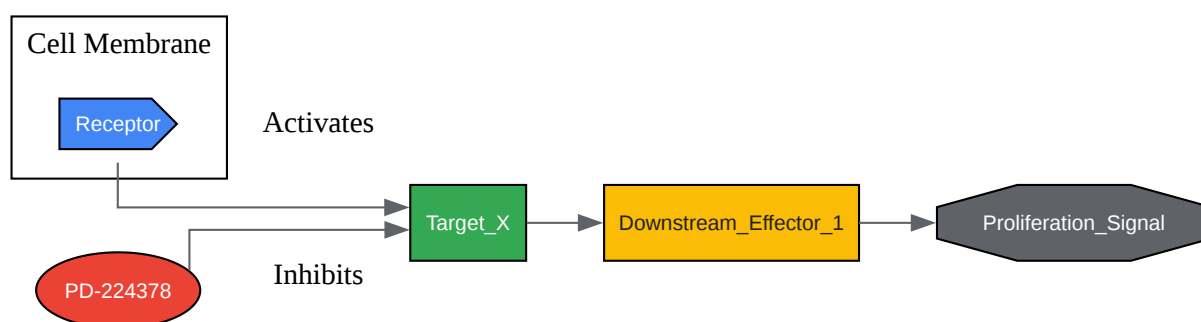 Cell Membrane
Receptor
Activates
Target_X
Downstream_Effector_1
Proliferation_Signal
Inhibits
PD-224378